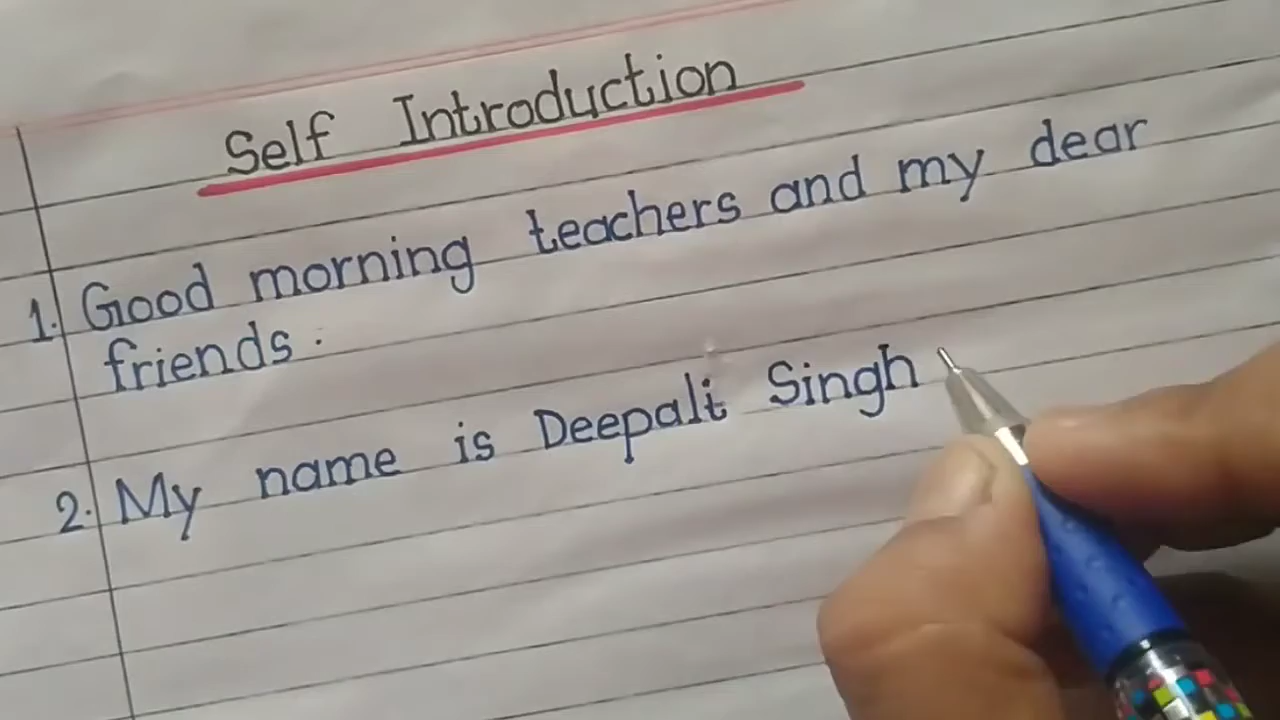 Self Introduction
1. Good morning teachers and my dear
friends.
2. My name is Deepali Singh